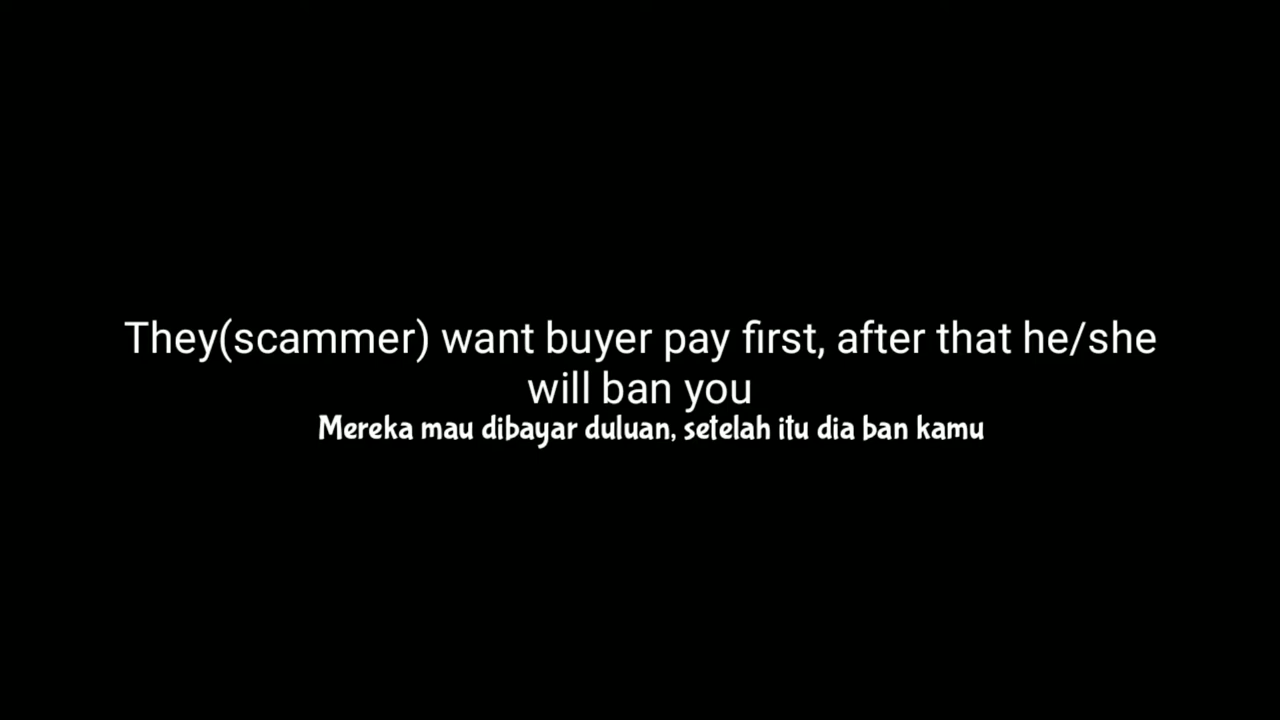 They(scammer) want buyer pay first, after that he/she
will ban you
Mereka mau dibayar duluan, setelah itu dia ban kamu